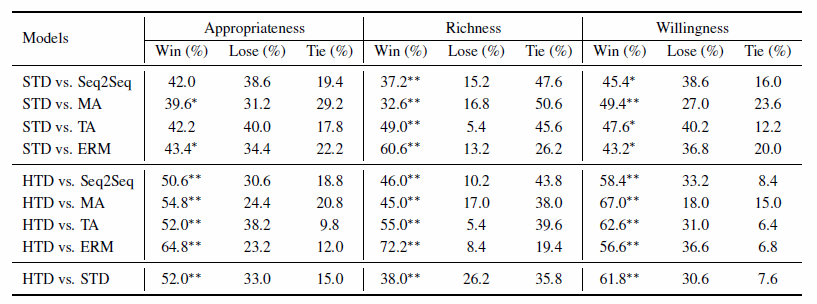 Models Appropriateness Richness Willingness
Win (%) Lose (%) Tie (%) Win (%) Lose (%) Tie (%) Win (%) Lose (%) Tie (%)
STD vs. Seq2Seq 42.0 38.6 19.4 37.2** 15.2 47.6 45.4* 38.6 16.0
STD vs. MA 39.6* 31.2 29.2 32.6** 16.8 50.6 49.4** 27.0 23.6
STD vs. TA 42.2 40.0 17.8 49.0** 5.4 45.6 47.6* 40.2 12.2
STD vs. ERM 43.4* 34.4 22.2 60.6** 13.2 26.2 43.2* 36.8 20.0
HTD vs. Seq2Seq 50.6** 30.6 18.8 46.0** 10.2 43.8 58.4** 33.2 8.4
HTD vs. MA 54.8** 24.4 20.8 45.0** 17.0 38.0 67.0** 18.0 15.0
HTD vs. TA 52.0** 38.2 9.8 55.0** 5.4 39.6 62.6** 31.0 6.4
HTD vs. ERM 64.8** 23.2 12.0 72.2** 8.4 19.4 56.6** 36.6 6.8
HTD vs. STD 52.0** 33.0 15.0 38.0** 26.2 35.8 61.8** 30.6 7.6